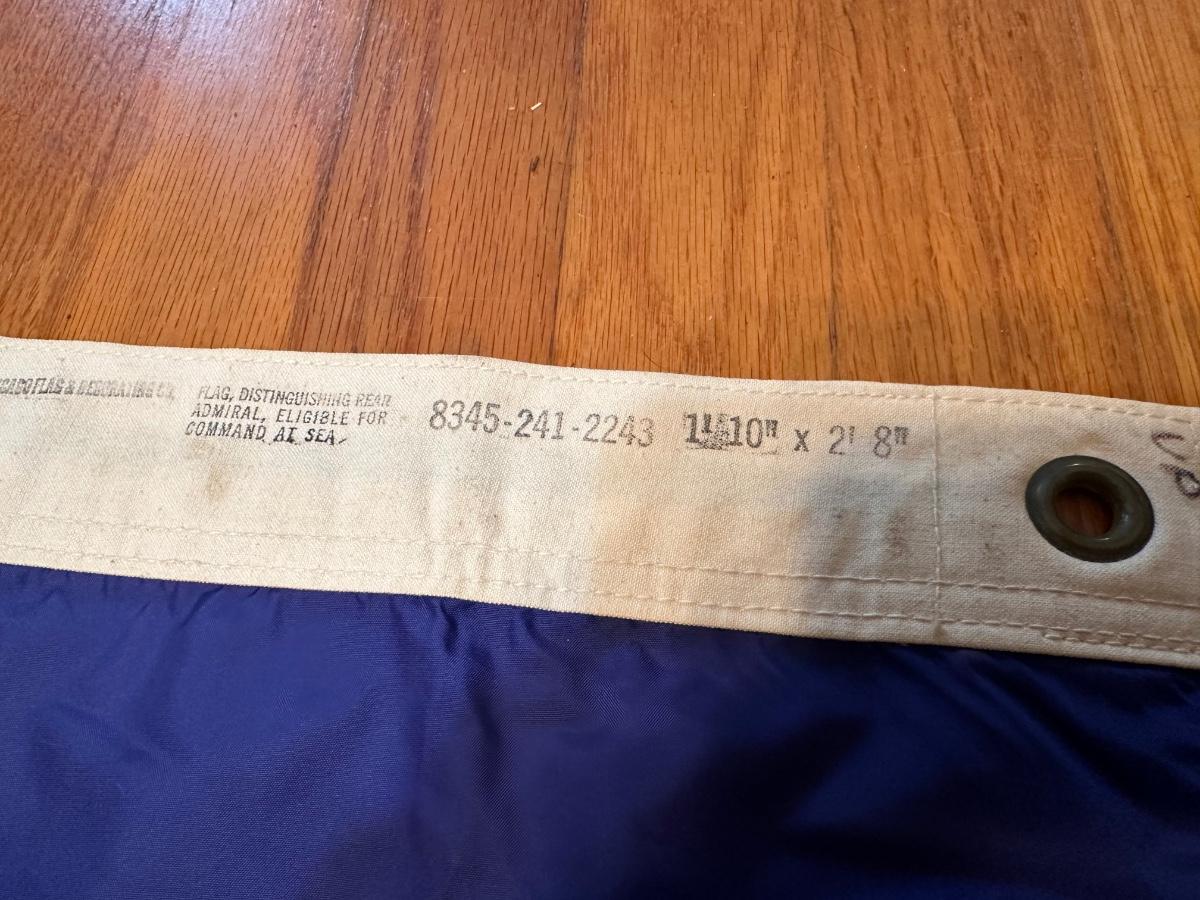 FLAG & DECORATING CO.
FLAG, DISTINGUISHING REAR
ADMIRAL, ELIGIBLE FOR
COMMAND AT SEA,
8345-241-2243 1' 10" x 2' 8"
UP